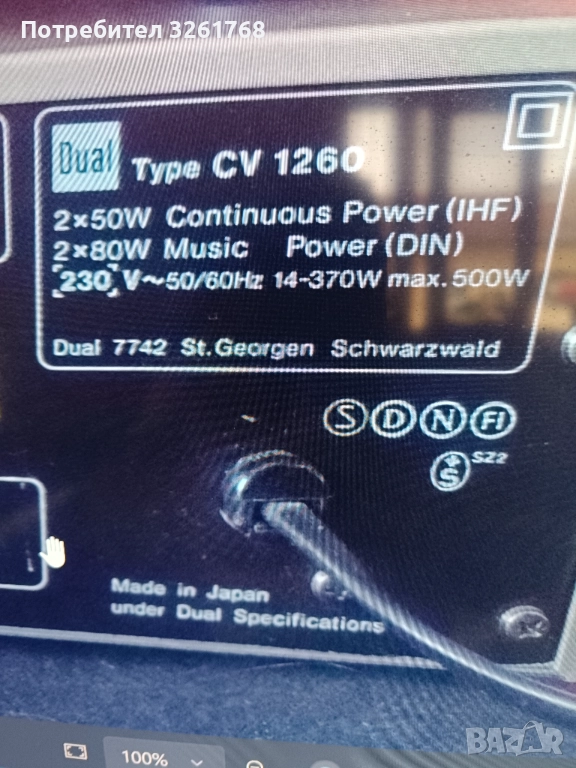 Потребител 3261768
Dual Type CV 1260
2×50W Continuous Power (IHF)
2×80W Music Power (DIN)
[230] V~50/60Hz 14-370W max. 500W
Dual 7742 St.Georgen Schwarzwald
S D N FI
S SZ2
Made in Japan
under Dual Specifications
100%
BAZAR